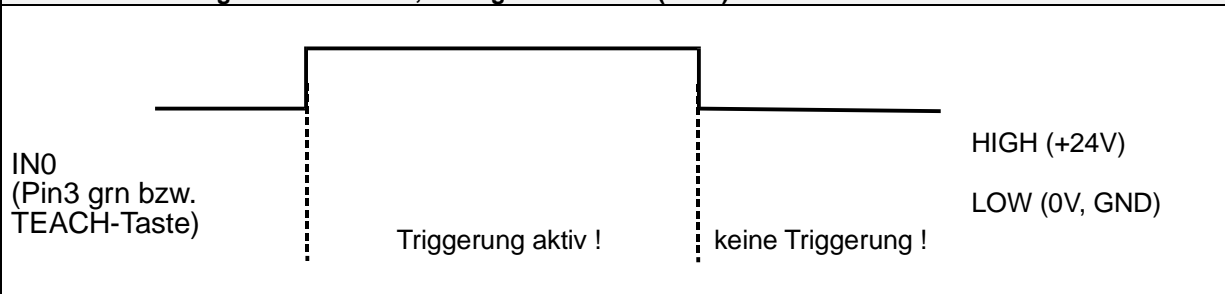 HIGH (+24V)
IN0
(Pin3 grn bzw.
TEACH-Taste)
LOW (0V, GND)
Triggerung aktiv !
keine Triggerung !